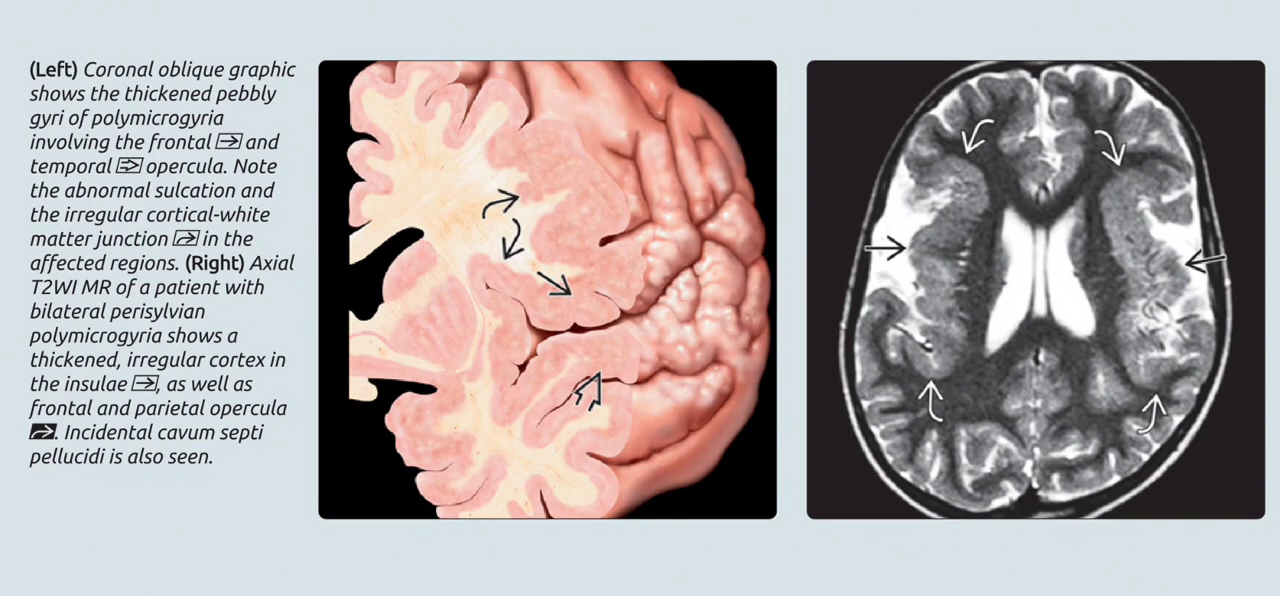 (Left) Coronal oblique graphic
shows the thickened pebbly
gyri of polymicrogyria
involving the frontal and
temporal opercula. Note
the abnormal sulcation and
the irregular cortical-white
matter junction in the
affected regions. (Right) Axial
T2WI MR of a patient with
bilateral perisylvian
polymicrogyria shows a
thickened, irregular cortex in
the insulae , as well as
frontal and parietal opercula
. Incidental cavum septi
pellucidi is also seen.